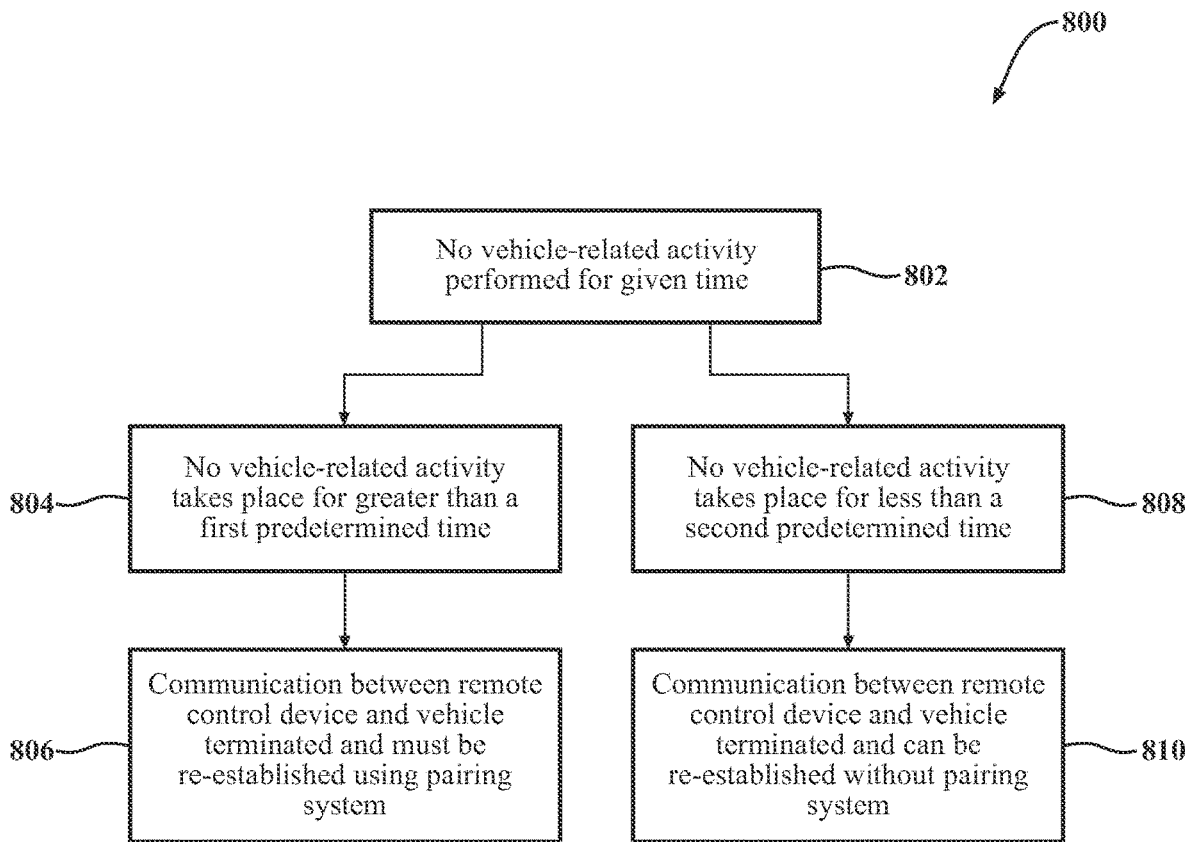 800
No vehicle-related activity
performed for given time
802
No vehicle-related activity
takes place for greater than a
first predetermined time
804
No vehicle-related activity
takes place for less than a
second predetermined time
808
Communication between remote
control device and vehicle
terminated and must be
re-established using pairing
system
806
Communication between remote
control device and vehicle
terminated and can be
re-established without pairing
system
810